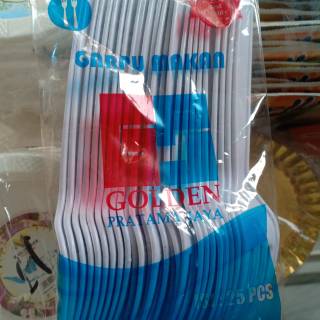 GARPU MAKAN
GOLDEN
PRATAMA JAYA
25 PCS